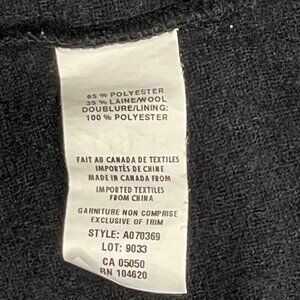 65 % POLYESTER
35 % LAINE/WOOL
DOUBLURE/LINING:
100 % POLYESTER
FAIT AU CANADA DE TEXTILES
IMPORTÉS DE CHINE
MADE IN CANADA FROM
IMPORTED TEXTILES
FROM CHINA
GARNITURE NON COMPRISE
EXCLUSIVE OF TRIM
STYLE: A070369
LOT: 9033
CA 05050
RN 104620